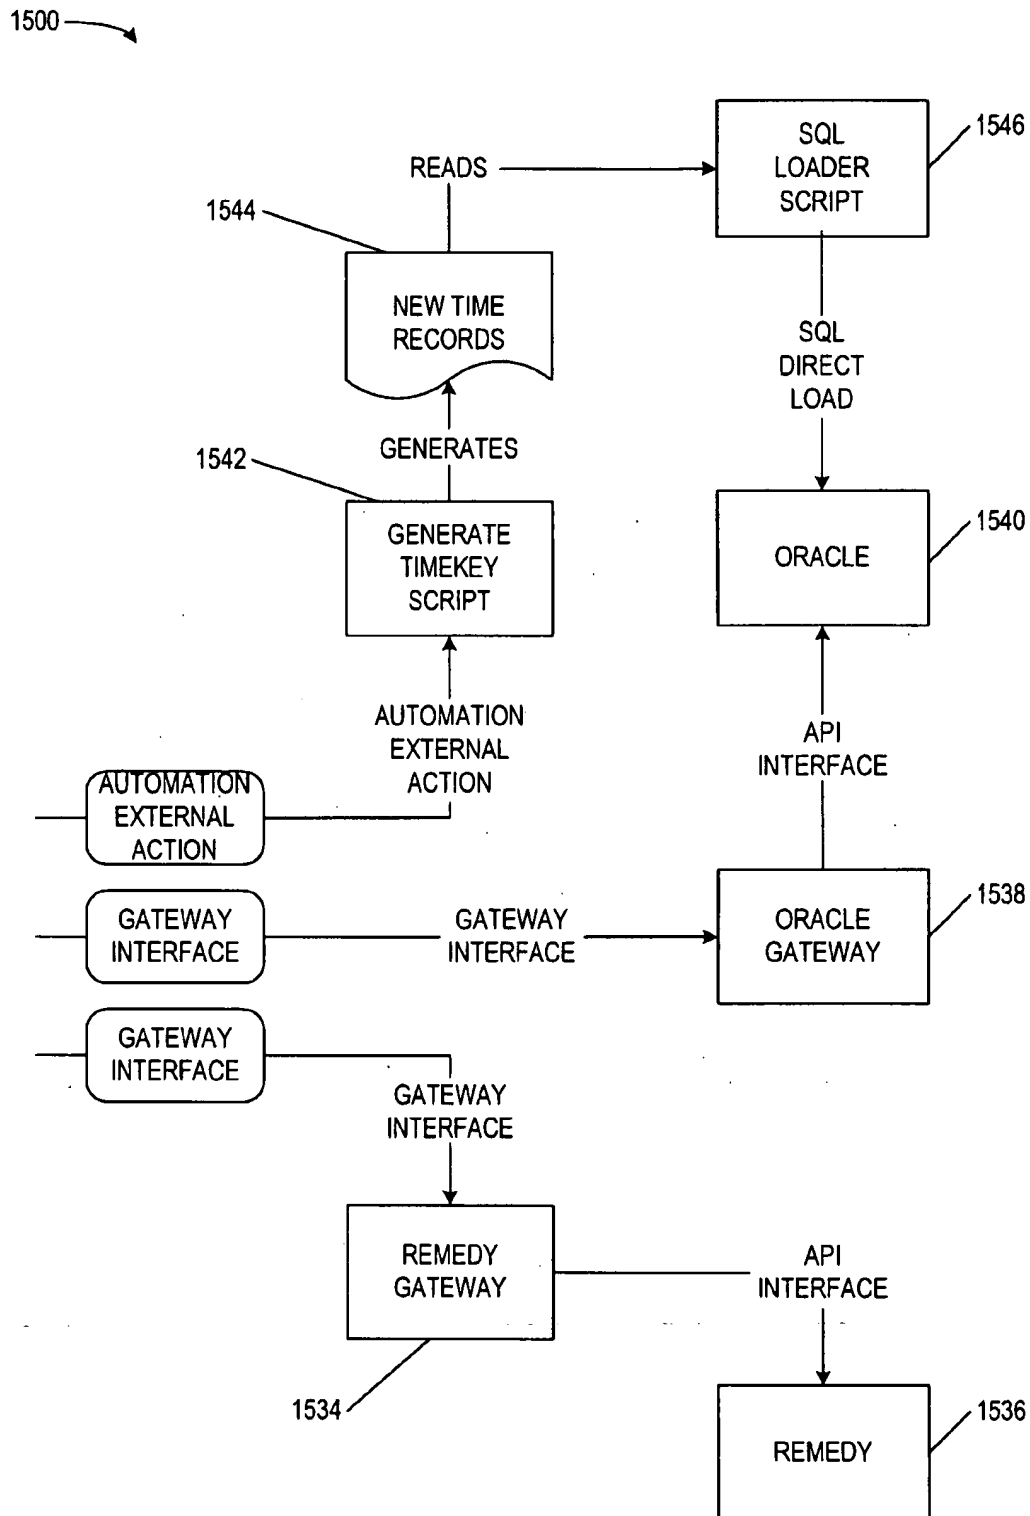 1500
SQL
LOADER
SCRIPT
1546
READS
1544
NEW TIME
RECORDS
SQL
DIRECT
LOAD
GENERATES
1542
GENERATE
TIMEKEY
SCRIPT
ORACLE
1540
AUTOMATION
EXTERNAL
ACTION
API
INTERFACE
AUTOMATION
EXTERNAL
ACTION
GATEWAY
INTERFACE
GATEWAY
INTERFACE
ORACLE
GATEWAY
1538
GATEWAY
INTERFACE
GATEWAY
INTERFACE
REMEDY
GATEWAY
API
INTERFACE
1534
REMEDY
1536